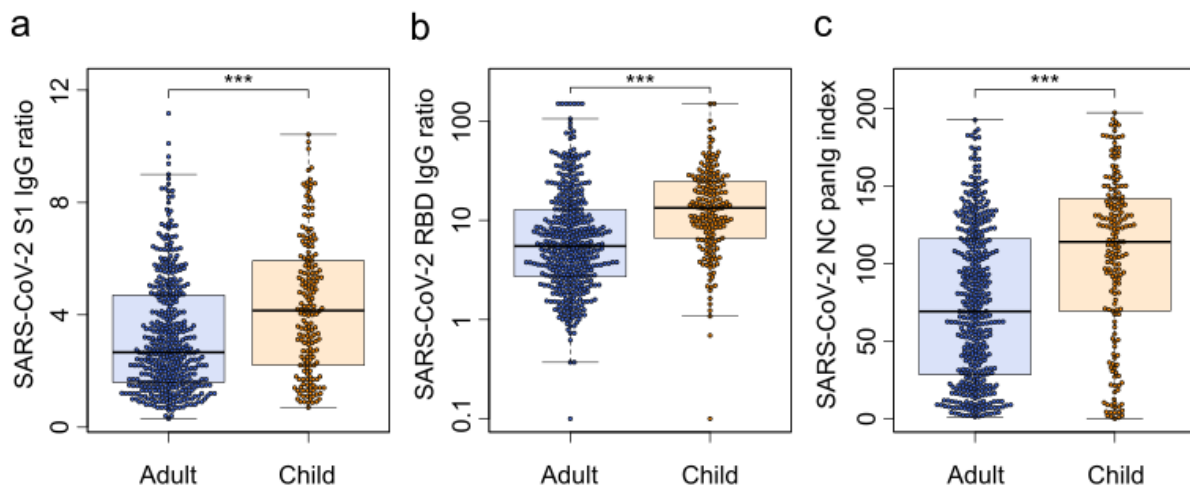 a
SARS-CoV-2 S1 IgG ratio
12
8
4
0
***
Adult
Child
b
SARS-CoV-2 RBD IgG ratio
100
10
1
0.1
***
Adult
Child
c
SARS-CoV-2 NC panIg index
200
150
100
50
0
***
Adult
Child